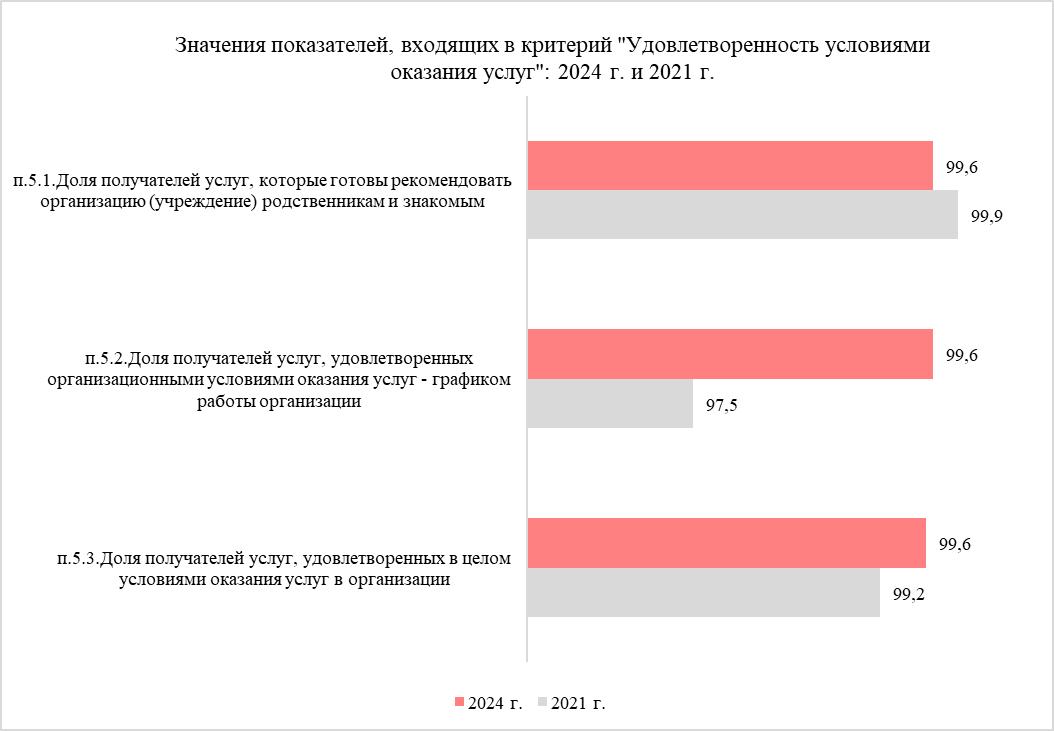 Значения показателей, входящих в критерий "Удовлетворенность условиями
оказания услуг": 2024 г. и 2021 г.
п.5.1.Доля получателей услуг, которые готовы рекомендовать
организацию (учреждение) родственникам и знакомым
99,6
99,9
п.5.2.Доля получателей услуг, удовлетворенных
организационными условиями оказания услуг - графиком
работы организации
99,6
97,5
п.5.3.Доля получателей услуг, удовлетворенных в целом
условиями оказания услуг в организации
99,6
99,2
2024 г.
2021 г.